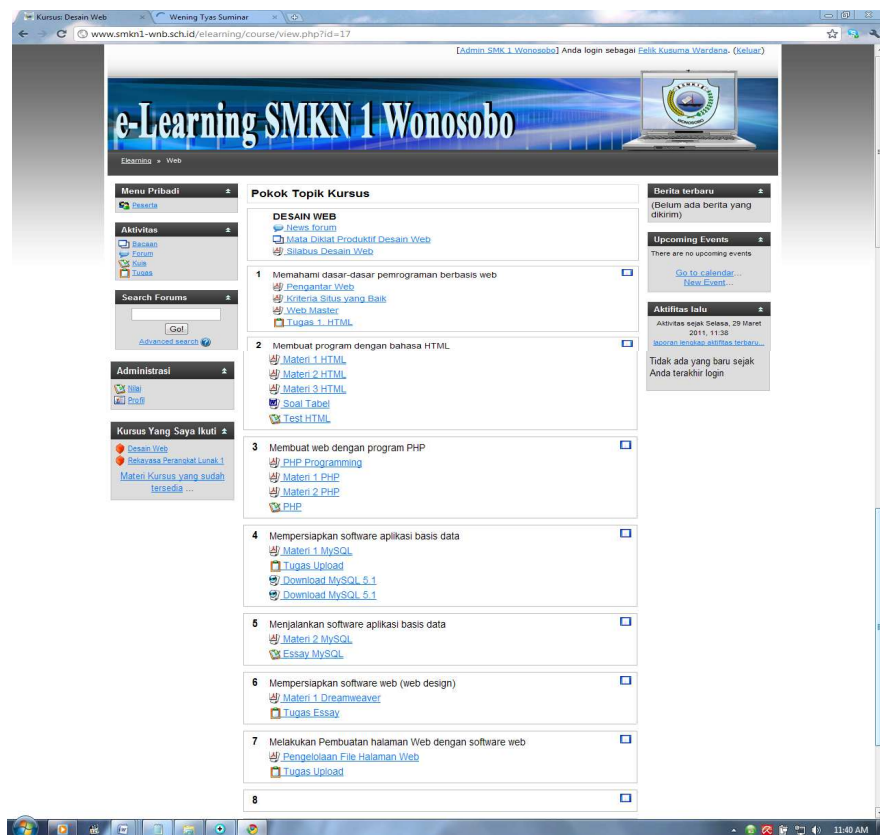 Kursus: Desain Web
Wening Tyas Suminar
www.smkn1-wnb.sch.id/elearning/course/view.php?id=17
[Admin SMK 1 Wonosobo] Anda login sebagai Felik Kusuma Wardana. (Keluar)
e-Learning SMKN 1 Wonosobo
WONOSOBO
Elearning » Web
Menu Pribadi
Peserta
Aktivitas
Bacaan
Forum
Kuis
Tugas
Search Forums
Go!
Advanced search
Administrasi
Nilai
Profil
Kursus Yang Saya Ikuti
Desain Web
Rekayasa Perangkat Lunak 1
Materi Kursus yang sudah
tersedia ...
Pokok Topik Kursus
DESAIN WEB
News forum
Mata Diklat Produktif Desain Web
Silabus Desain Web
1 Memahami dasar-dasar pemrograman berbasis web
Pengantar Web
Kriteria Situs yang Baik
Web Master
Tugas 1. HTML
2 Membuat program dengan bahasa HTML
Materi 1 HTML
Materi 2 HTML
Materi 3 HTML
Soal Tabel
Test HTML
3 Membuat web dengan program PHP
PHP Programming
Materi 1 PHP
Materi 2 PHP
PHP
4 Mempersiapkan software aplikasi basis data
Materi 1 MySQL
Tugas Upload
Download MySQL 5.1
Download MySQL 5.1
5 Menjalankan software aplikasi basis data
Materi 2 MySQL
Essay MySQL
6 Mempersiapkan software web (web design)
Materi 1 Dreamweaver
Tugas Essay
7 Melakukan Pembuatan halaman Web dengan software web
Pengelolaan File Halaman Web
Tugas Upload
8
Berita terbaru
(Belum ada berita yang
dikirim)
Upcoming Events
There are no upcoming events
Go to calendar...
New Event...
Aktifitas lalu
Aktivitas sejak Selasa, 29 Maret
2011, 11:38
laporan lengkap aktifitas terbaru...
Tidak ada yang baru sejak
Anda terakhir login
11:40 AM